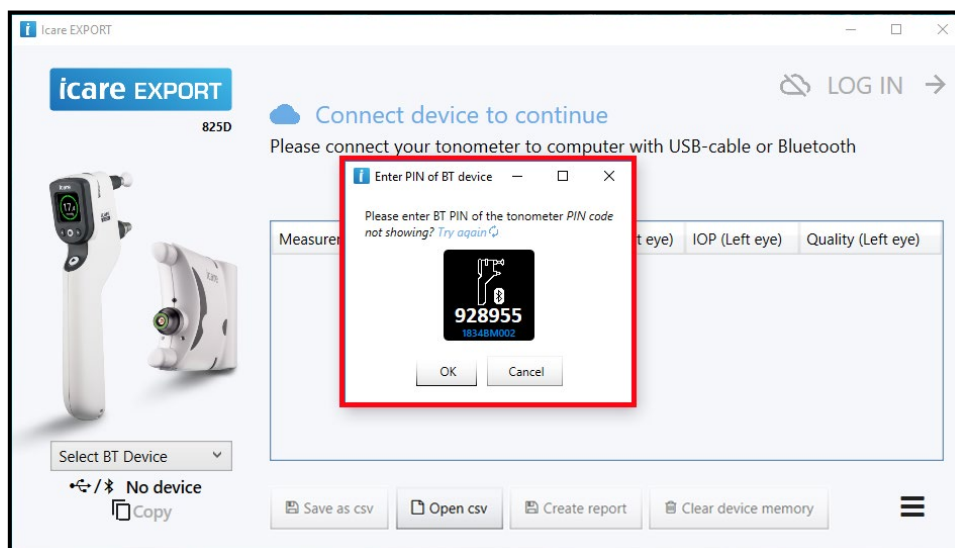 Icare EXPORT
icare EXPORT
825D
LOG IN
Connect device to continue
Please connect your tonometer to computer with USB-cable or Bluetooth
Enter PIN of BT device
Please enter BT PIN of the tonometer PIN code
not showing? Try again
928955
1834BM002
OK Cancel
Measurer t eye) IOP (Left eye) Quality (Left eye)
Select BT Device
/ No device
Copy
Save as csv Open csv Create report Clear device memory